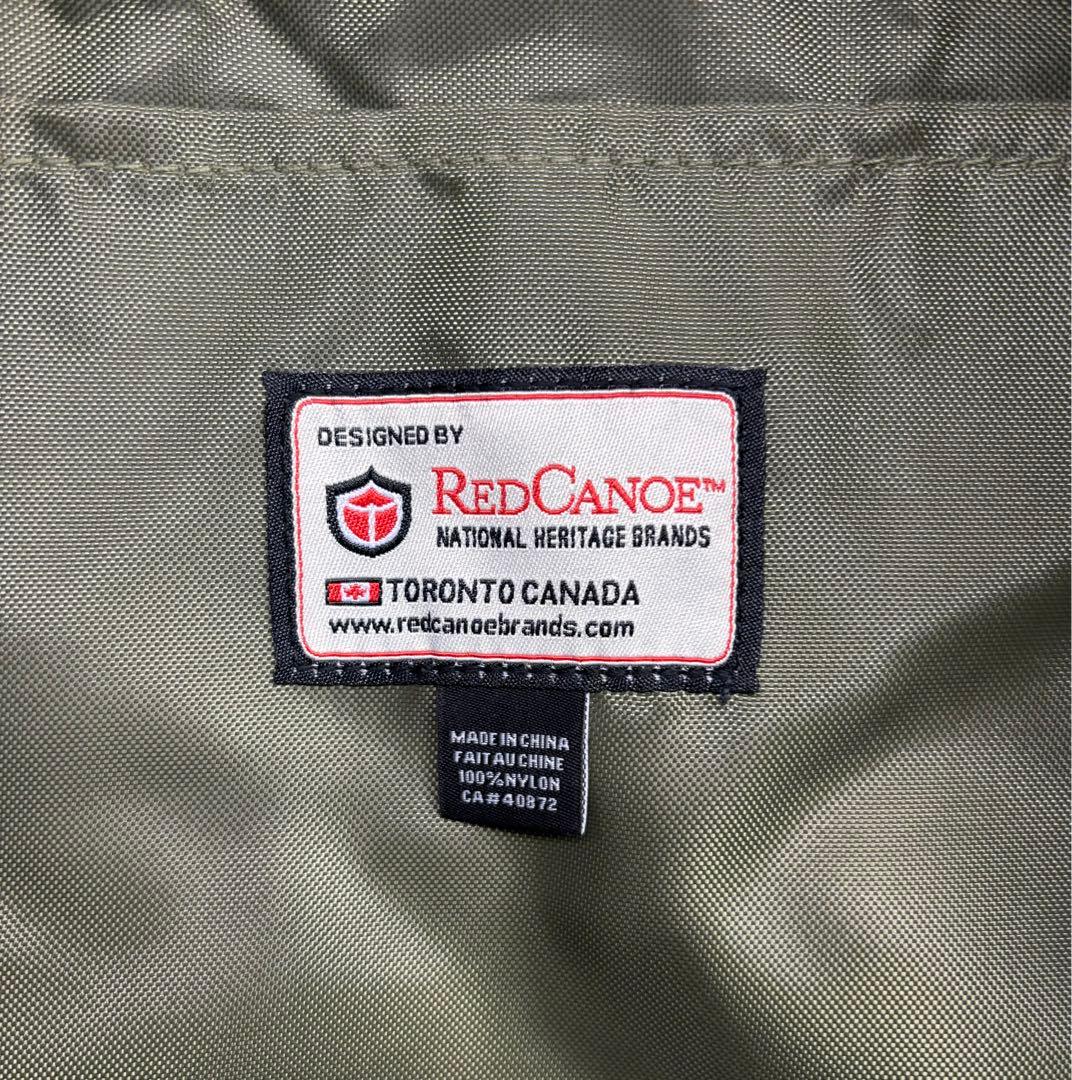 DESIGNED BY
REDCANOE™
NATIONAL HERITAGE BRANDS
TORONTO CANADA
www.redcanoebrands.com
MADE IN CHINA
FAIT AU CHINE
100% NYLON
CA#40872